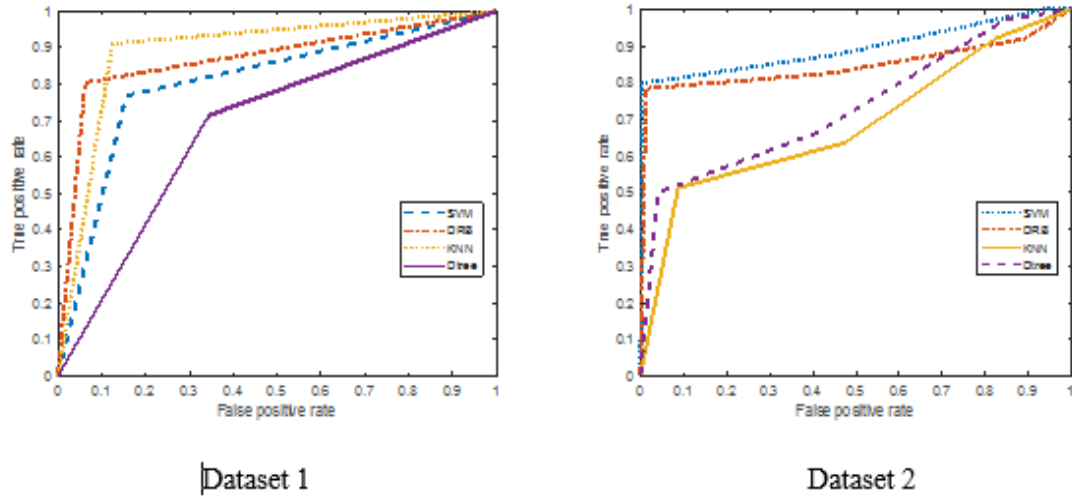 1
0.9
0.8
0.7
0.6
0.5
0.4
0.3
0.2
0.1
0
True positive rate
SVM
DRB
KNN
Dtree
0 0.1 0.2 0.3 0.4 0.5 0.6 0.7 0.8 0.9 1
False positive rate
Dataset 1
1
0.9
0.8
0.7
0.6
0.5
0.4
0.3
0.2
0.1
0
True positive rate
SVM
DRB
KNN
Dtree
0 0.1 0.2 0.3 0.4 0.5 0.6 0.7 0.8 0.9 1
False positive rate
Dataset 2